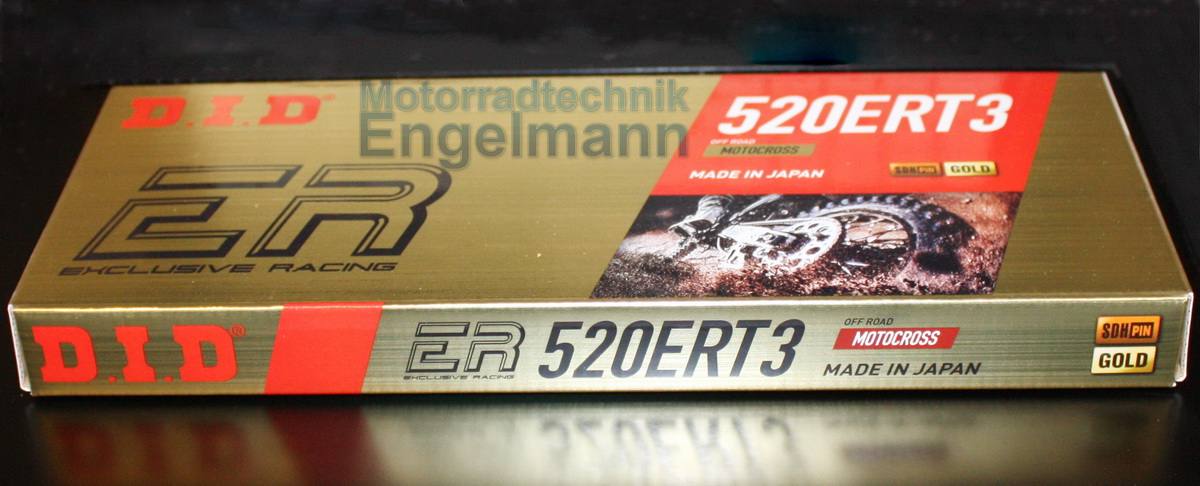 D.I.D
Motorradtechnik
Engelmann
520ERT3
OFF ROAD
MOTOCROSS
MADE IN JAPAN
SDH PIN
GOLD
ER
EXCLUSIVE RACING
D.I.D®
ER
EXCLUSIVE RACING
520ERT3
OFF ROAD
MOTOCROSS
MADE IN JAPAN
SDH PIN
GOLD